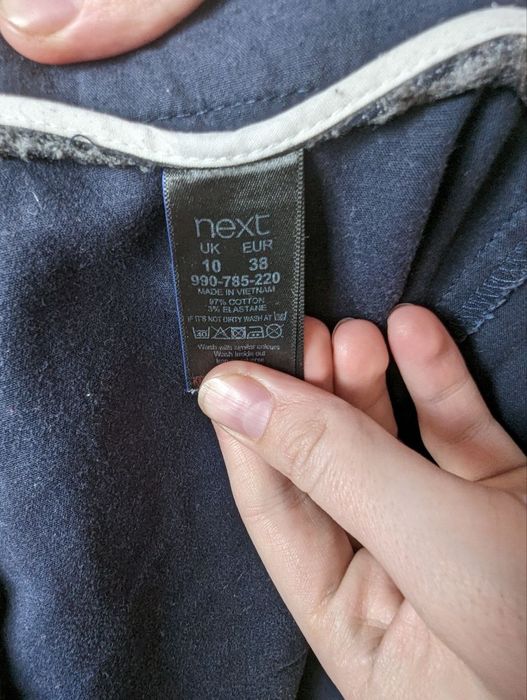 next
UK EUR
10 38
990-785-220
MADE IN VIETNAM
97% COTTON
3% ELASTANE
IF IT'S NOT DIRTY WASH AT
30
Wash with similar colours
Wash inside out